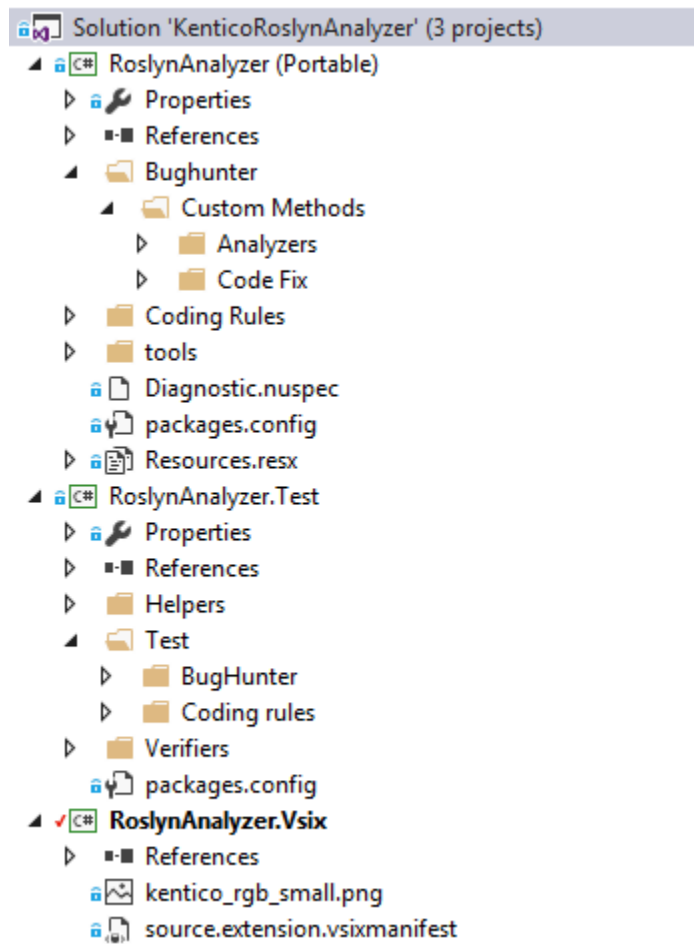 Solution 'KenticoRoslynAnalyzer' (3 projects)
C# RoslynAnalyzer (Portable)
Properties
References
Bughunter
Custom Methods
Analyzers
Code Fix
Coding Rules
tools
Diagnostic.nuspec
packages.config
Resources.resx
C# RoslynAnalyzer.Test
Properties
References
Helpers
Test
BugHunter
Coding rules
Verifiers
packages.config
C# RoslynAnalyzer.Vsix
References
kentico_rgb_small.png
source.extension.vsixmanifest